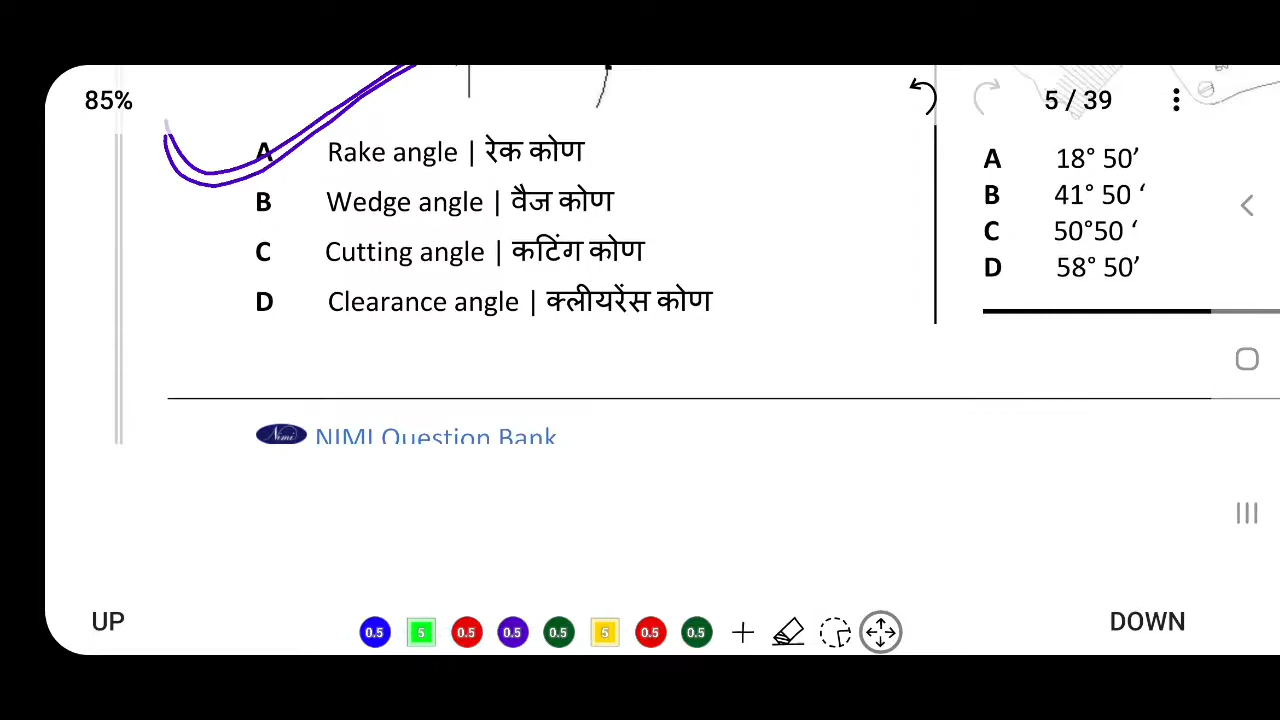 85%
5 / 39
A Rake angle | रेक कोण
B Wedge angle | वैज कोण
C Cutting angle | कटिंग कोण
D Clearance angle | क्लीयरेंस कोण
A 18° 50’
B 41° 50 ‘
C 50°50 ‘
D 58° 50’
Nimi NIMI Question Bank
UP
0.5 5 0.5 0.5 0.5 5 0.5 0.5
DOWN